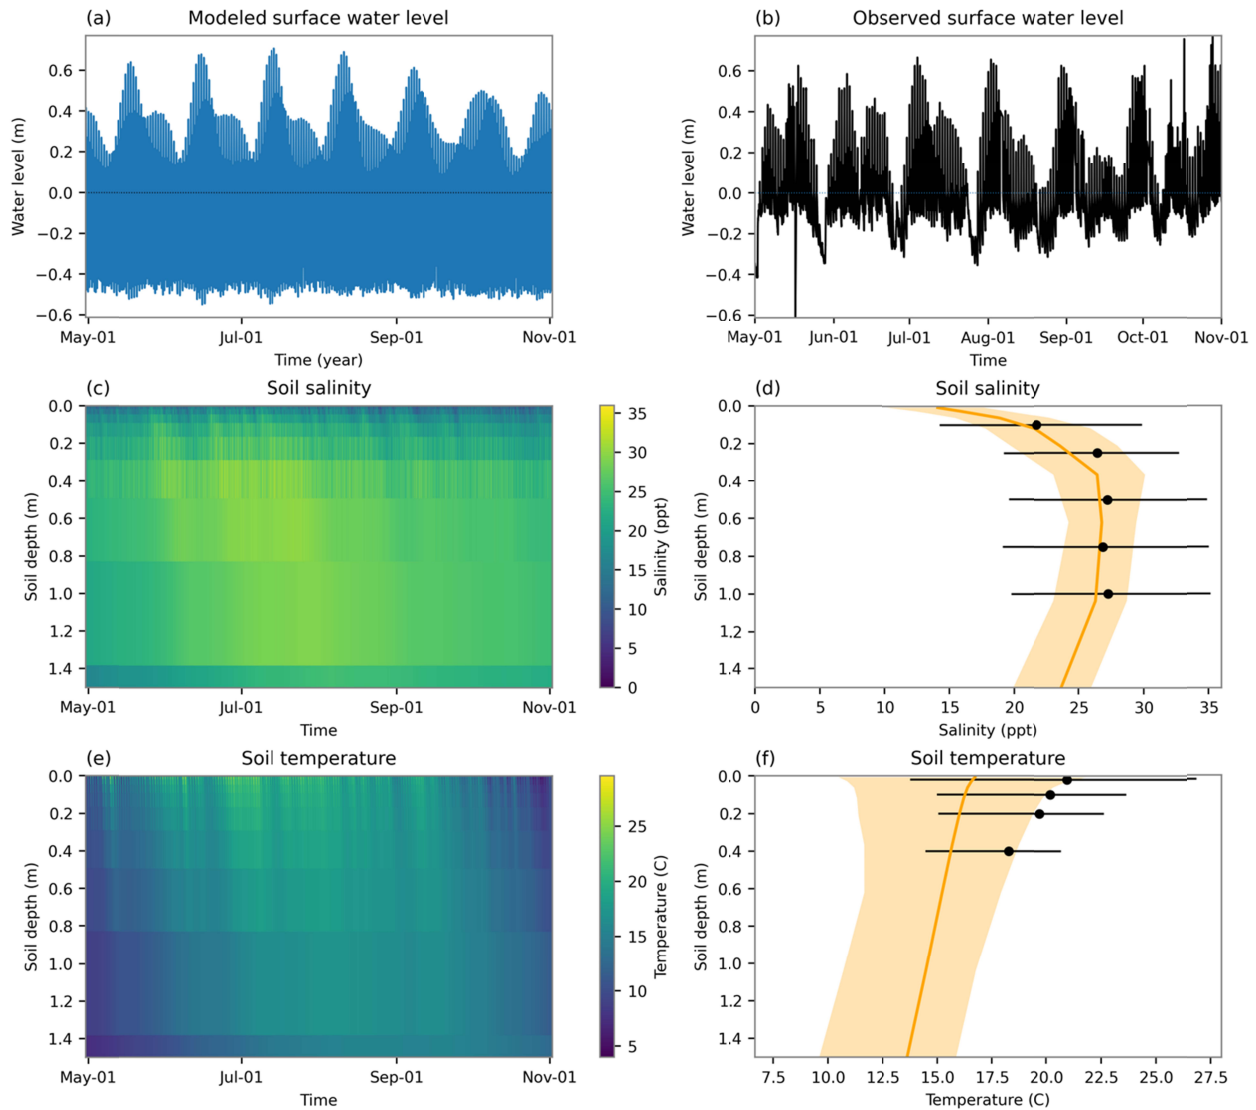 (a) Modeled surface water level
Water level (m)
0.6
0.4
0.2
0.0
−0.2
−0.4
−0.6
May-01 Jul-01 Sep-01 Nov-01
Time (year)
(b) Observed surface water level
Water level (m)
0.6
0.4
0.2
0.0
−0.2
−0.4
−0.6
May-01 Jun-01 Jul-01 Aug-01 Sep-01 Oct-01 Nov-01
Time
(c) Soil salinity
Soil depth (m)
0.0
0.2
0.4
0.6
0.8
1.0
1.2
1.4
May-01 Jul-01 Sep-01 Nov-01
Time
35
30
25
20
15
10
5
0
Salinity (ppt)
(d) Soil salinity
Soil depth (m)
0.0
0.2
0.4
0.6
0.8
1.0
1.2
1.4
0 5 10 15 20 25 30 35
Salinity (ppt)
(e) Soil temperature
Soil depth (m)
0.0
0.2
0.4
0.6
0.8
1.0
1.2
1.4
May-01 Jul-01 Sep-01 Nov-01
Time
25
20
15
10
5
Temperature (C)
(f) Soil temperature
Soil depth (m)
0.0
0.2
0.4
0.6
0.8
1.0
1.2
1.4
7.5 10.0 12.5 15.0 17.5 20.0 22.5 25.0 27.5
Temperature (C)